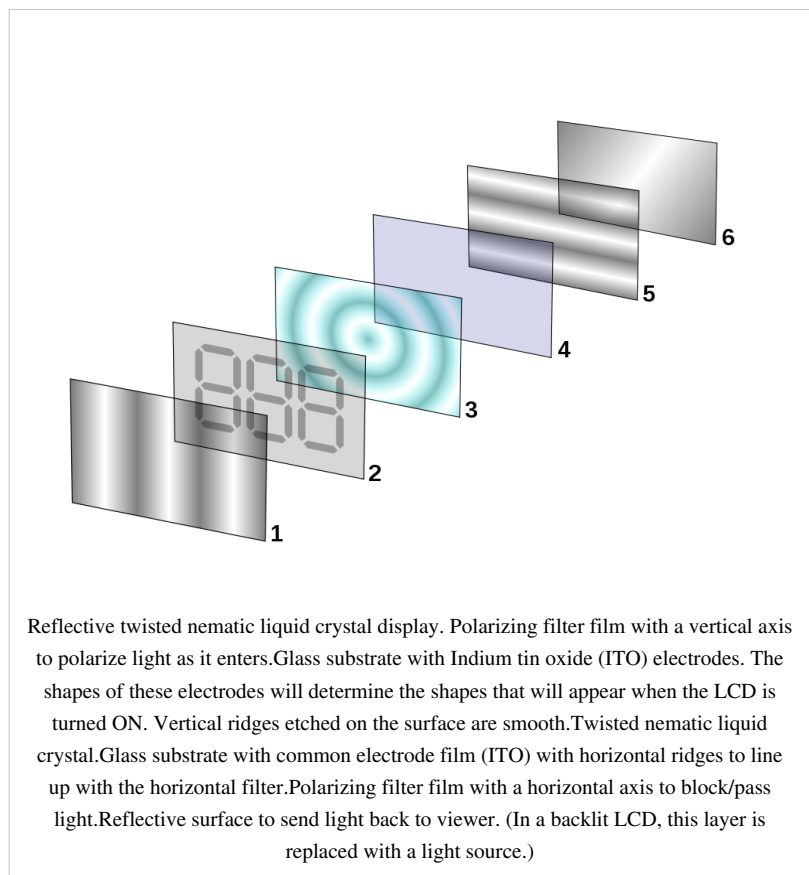 6
5
4
3
2
1
Reflective twisted nematic liquid crystal display. Polarizing filter film with a vertical axis
to polarize light as it enters.Glass substrate with Indium tin oxide (ITO) electrodes. The
shapes of these electrodes will determine the shapes that will appear when the LCD is
turned ON. Vertical ridges etched on the surface are smooth.Twisted nematic liquid
crystal.Glass substrate with common electrode film (ITO) with horizontal ridges to line
up with the horizontal filter.Polarizing filter film with a horizontal axis to block/pass
light.Reflective surface to send light back to viewer. (In a backlit LCD, this layer is
replaced with a light source.)